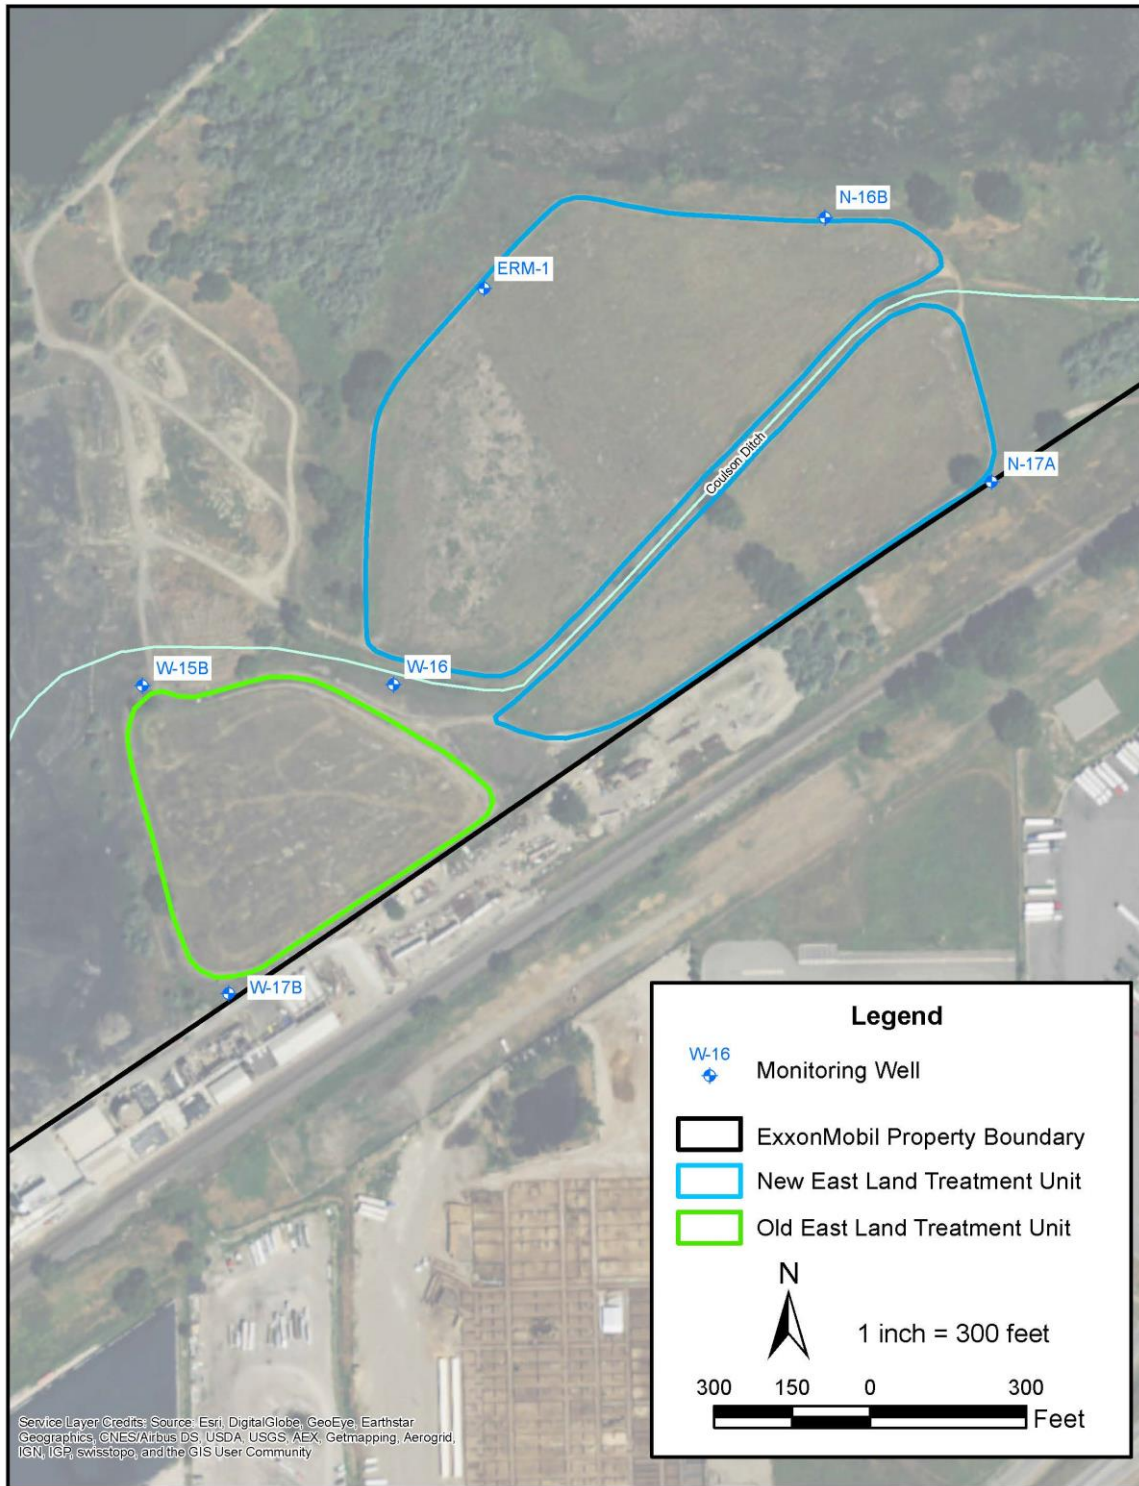 N-16B
ERM-1
Coulson Ditch
N-17A
W-15B
W-16
W-17B
Legend
W-16
Monitoring Well
ExxonMobil Property Boundary
New East Land Treatment Unit
Old East Land Treatment Unit
N
1 inch = 300 feet
300 150 0 300
Feet
Service Layer Credits: Source: Esri, DigitalGlobe, GeoEye, Earthstar
Geographics, CNES/Airbus DS, USDA, USGS, AEX, Getmapping, Aerogrid,
IGN, IGP, swisstopo, and the GIS User Community